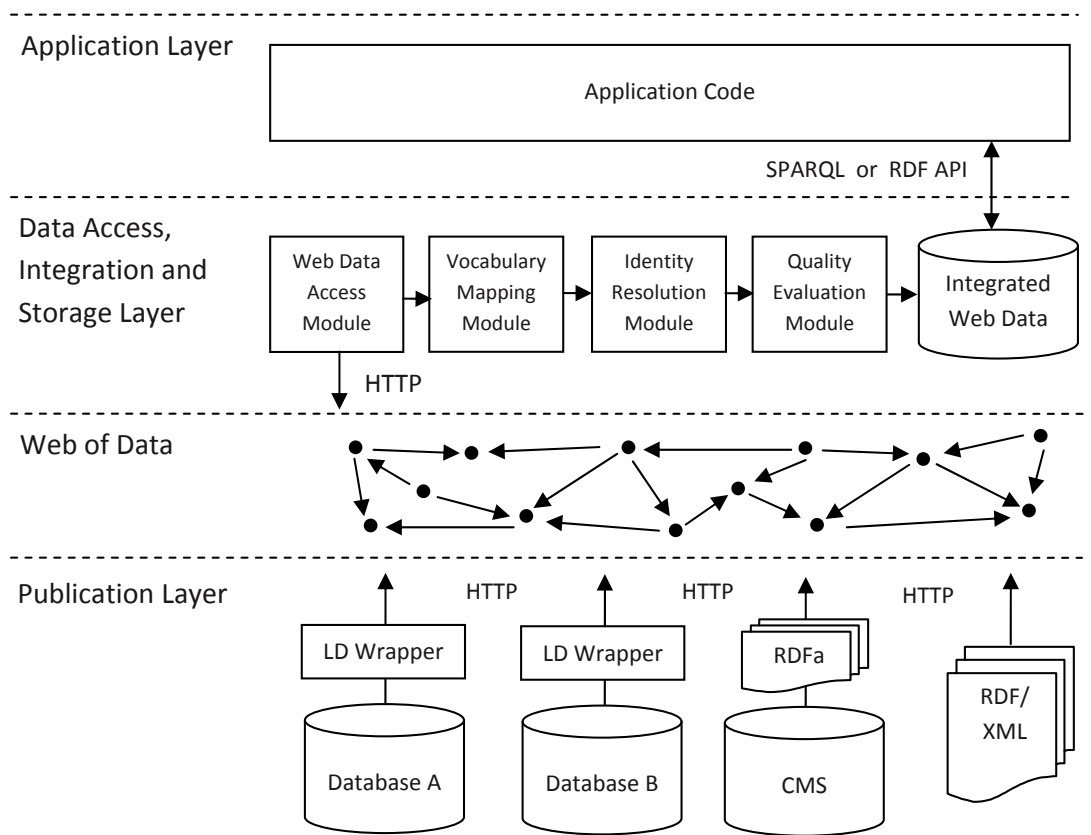 Application Layer
Application Code
SPARQL or RDF API
Data Access,
Integration and
Storage Layer
Web Data
Access
Module
Vocabulary
Mapping
Module
Identity
Resolution
Module
Quality
Evaluation
Module
Integrated
Web Data
HTTP
Web of Data
Publication Layer
HTTP
HTTP
HTTP
LD Wrapper
LD Wrapper
RDFa
RDF/
XML
Database A
Database B
CMS